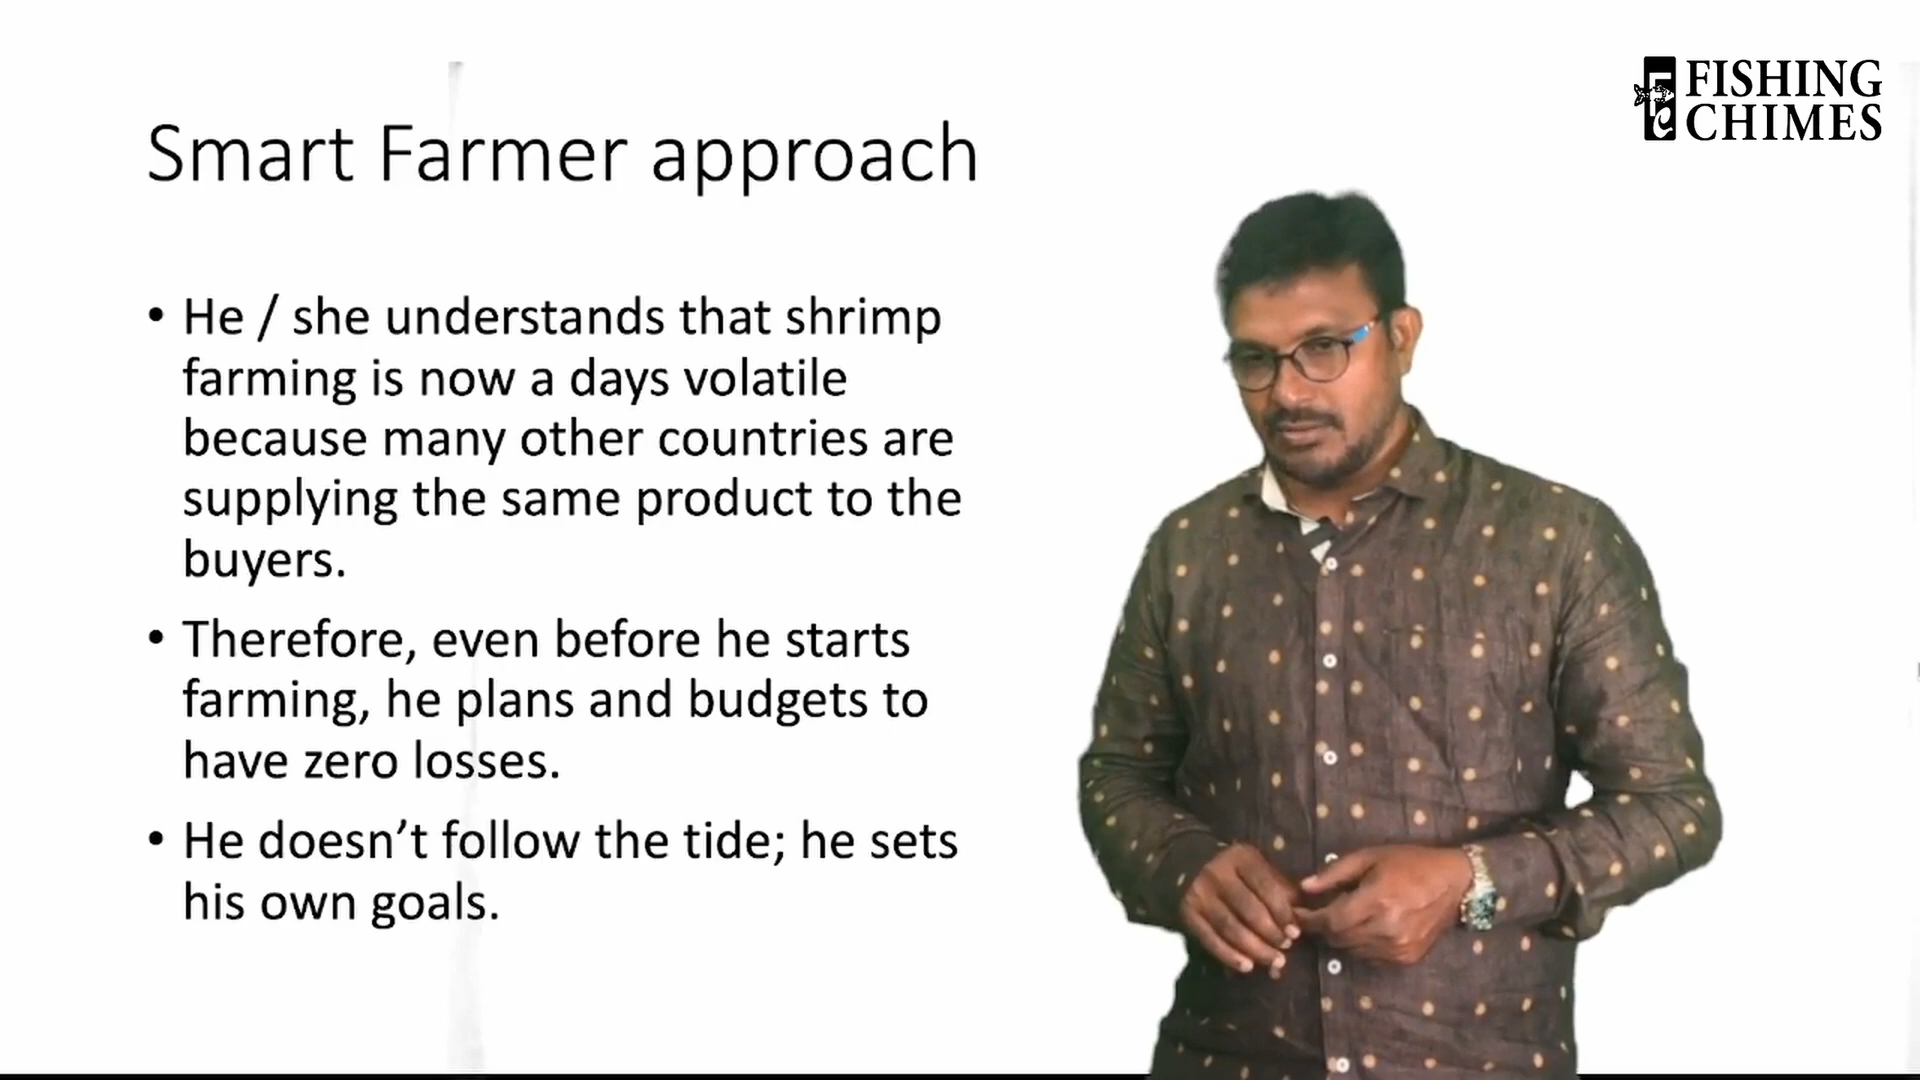 FISHING
CHIMES
Smart Farmer approach
• He / she understands that shrimp
farming is now a days volatile
because many other countries are
supplying the same product to the
buyers.
• Therefore, even before he starts
farming, he plans and budgets to
have zero losses.
• He doesn’t follow the tide; he sets
his own goals.